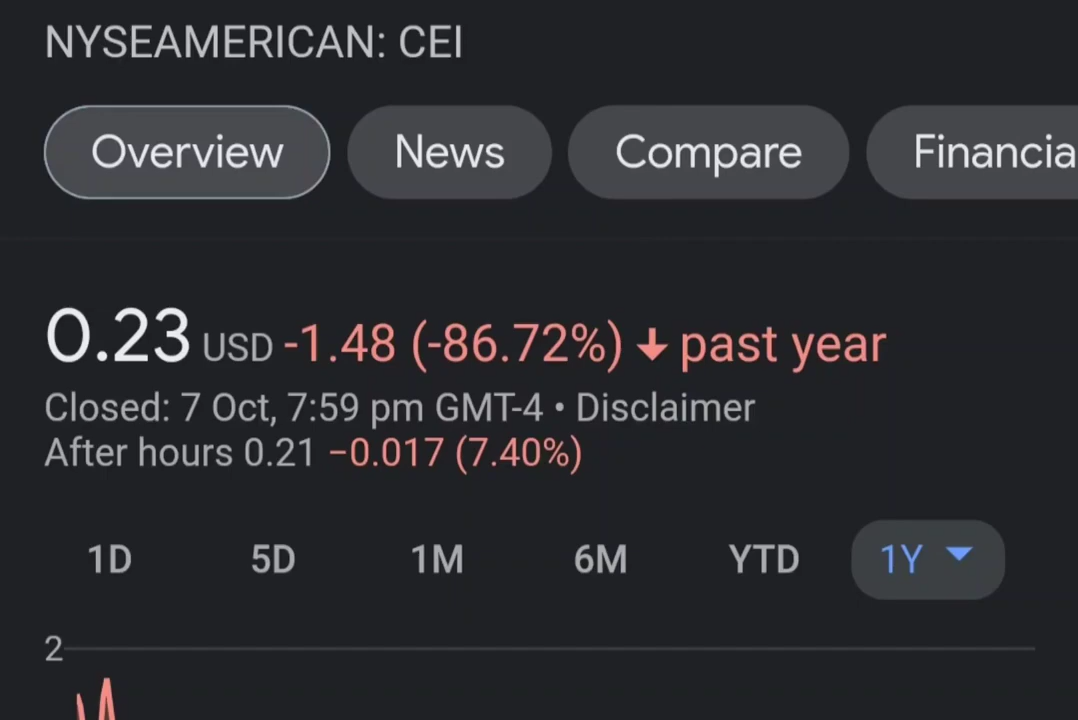 NYSEAMERICAN: CEI
Overview News Compare Financia
0.23 USD -1.48 (-86.72%) ↓ past year
Closed: 7 Oct, 7:59 pm GMT-4 • Disclaimer
After hours 0.21 −0.017 (7.40%)
1D 5D 1M 6M YTD 1Y
2